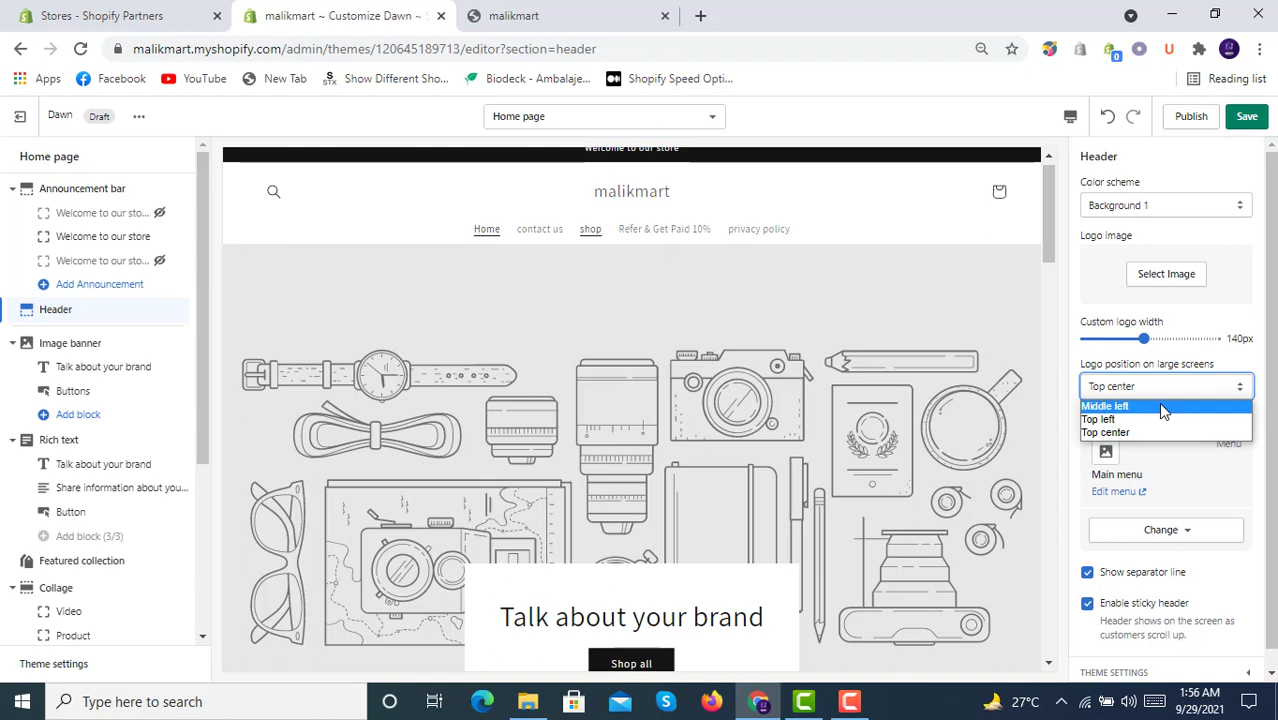 Stores - Shopify Partners
malikmart ~ Customize Dawn ~ S
malikmart
malikmart.myshopify.com/admin/themes/120645189713/editor?section=header
0
Apps
Facebook
YouTube
New Tab
STX
Show Different Sho...
Biodeck - Ambalaje...
Shopify Speed Opti...
Reading list
Dawn
Draft
Home page
Publish
Save
Home page
Announcement bar
Welcome to our sto...
Welcome to our store
Welcome to our sto...
Add Announcement
Header
Image banner
Talk about your brand
Buttons
Add block
Rich text
Talk about your brand
Share information about you...
Button
Add block (3/3)
Featured collection
Collage
Video
Product
Theme settings
Welcome to our store
malikmart
Home
contact us
shop
Refer & Get Paid 10%
privacy policy
Talk about your brand
Shop all
Header
Color scheme
Background 1
Logo image
Select Image
Custom logo width
140px
Logo position on large screens
Top center
Middle left
Top left
Top center
Menu
Main menu
Edit menu
Change
Show separator line
Enable sticky header
Header shows on the screen as
customers scroll up.
THEME SETTINGS
Type here to search
27°C
1:56 AM
9/29/2021